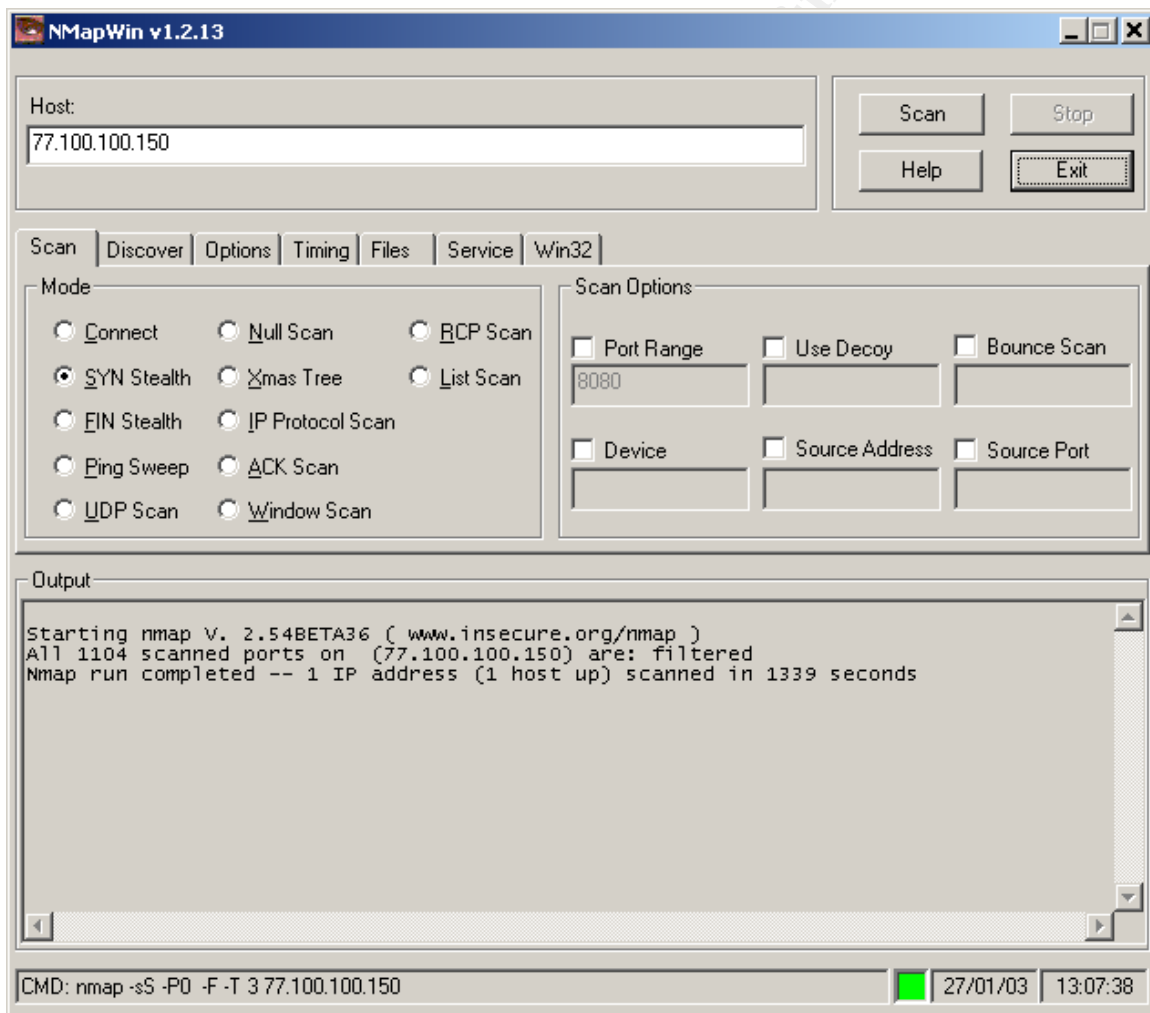 NMapWin v1.2.13
Host:
77.100.100.150
Scan
Stop
Help
Exit
Scan Discover Options Timing Files Service Win32
Mode
Connect Null Scan RCP Scan
SYN Stealth Xmas Tree List Scan
FIN Stealth IP Protocol Scan
Ping Sweep ACK Scan
UDP Scan Window Scan
Scan Options
Port Range Use Decoy Bounce Scan
8080
Device Source Address Source Port
Output
Starting nmap V. 2.54BETA36 ( www.insecure.org/nmap )
All 1104 scanned ports on  (77.100.100.150) are: filtered
Nmap run completed -- 1 IP address (1 host up) scanned in 1339 seconds
CMD: nmap -sS -P0 -F -T 3 77.100.100.150
27/01/03
13:07:38